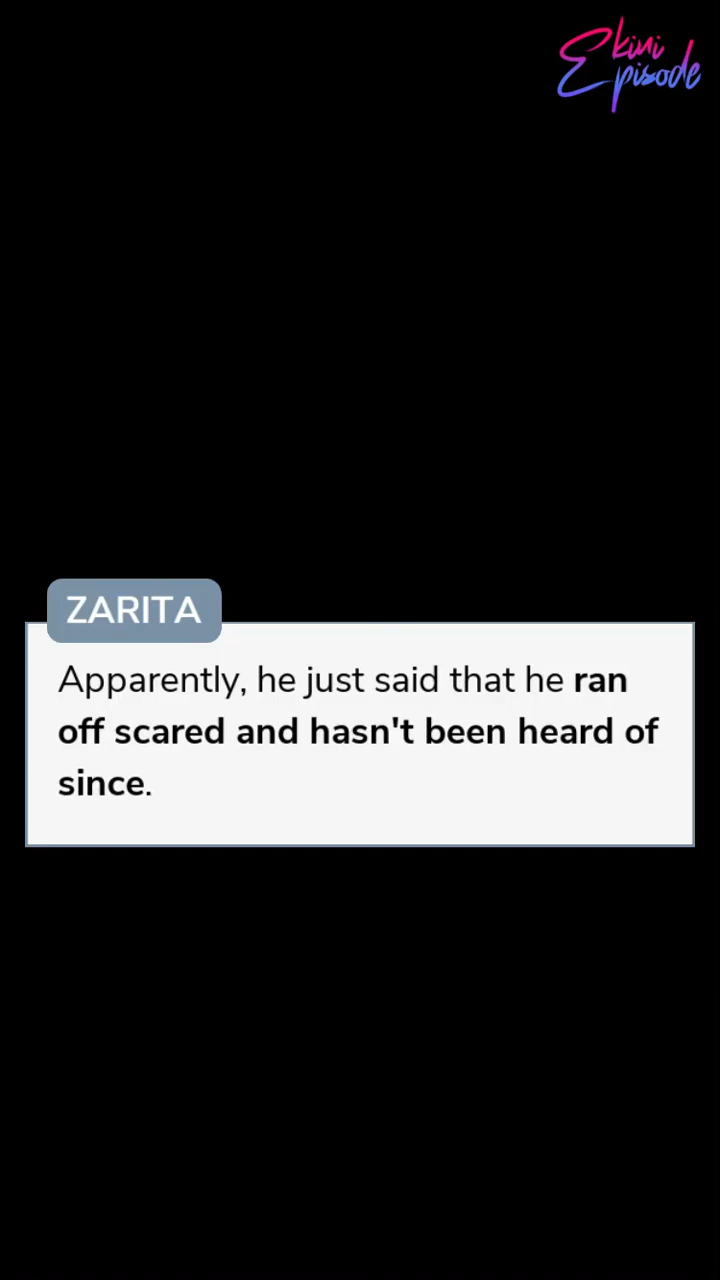 Ekini
Episode
ZARITA
Apparently, he just said that he ran
off scared and hasn't been heard of
since.